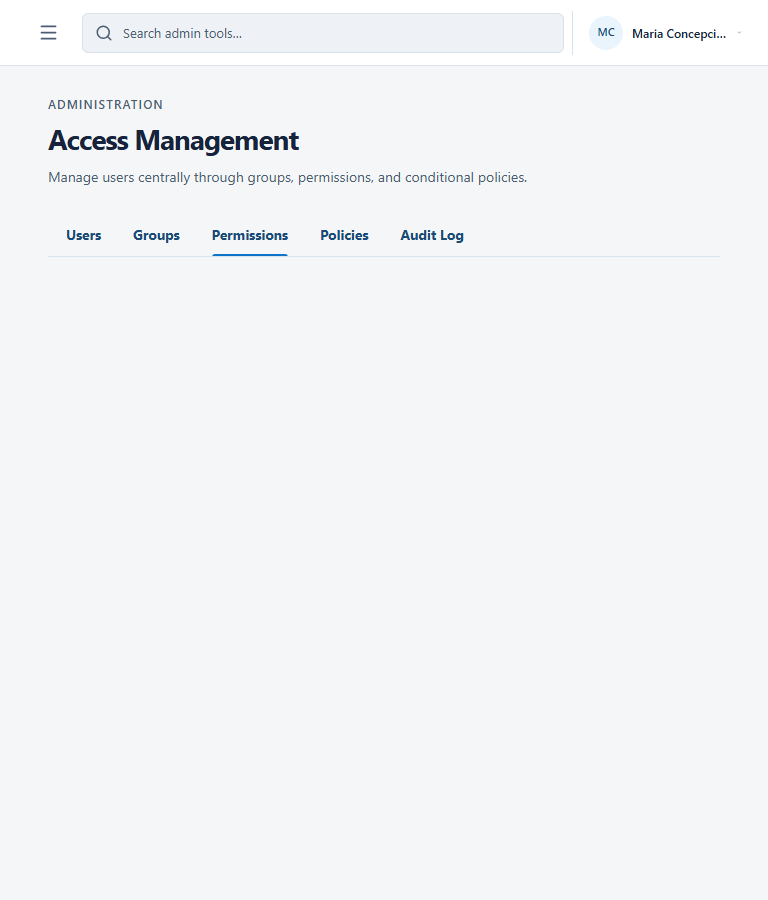 Search admin tools...
MC
Maria Concepci...
ADMINISTRATION
Access Management
Manage users centrally through groups, permissions, and conditional policies.
Users
Groups
Permissions
Policies
Audit Log